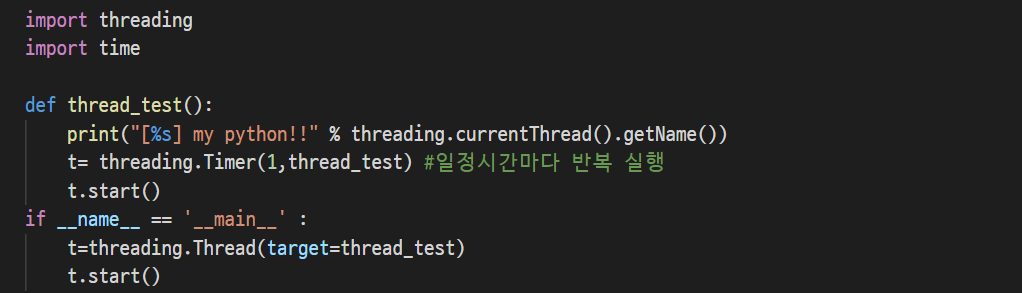 import threading
import time
def thread_test():
print("[%s] my python!!" % threading.currentThread().getName())
t= threading.Timer(1,thread_test) #일정시간마다 반복 실행
t.start()
if __name__ == '__main__' :
t=threading.Thread(target=thread_test)
t.start()